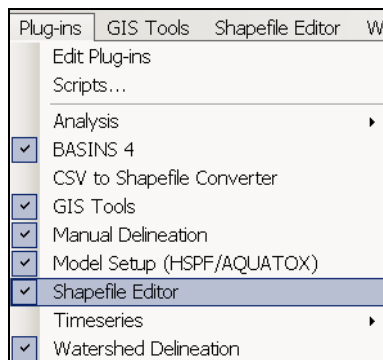 Plug-ins GIS Tools Shapefile Editor W
Edit Plug-ins
Scripts...
Analysis
BASINS 4
CSV to Shapefile Converter
GIS Tools
Manual Delineation
Model Setup (HSPF/AQUATOX)
Shapefile Editor
Timeseries
Watershed Delineation